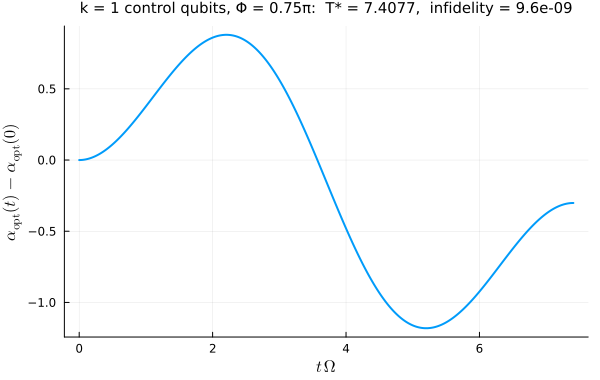 k = 1 control qubits, Φ = 0.75π: T* = 7.4077, infidelity = 9.6e-09
α_opt(t) − α_opt(0)
0.5
0.0
−0.5
−1.0
0 2 4 6
t Ω